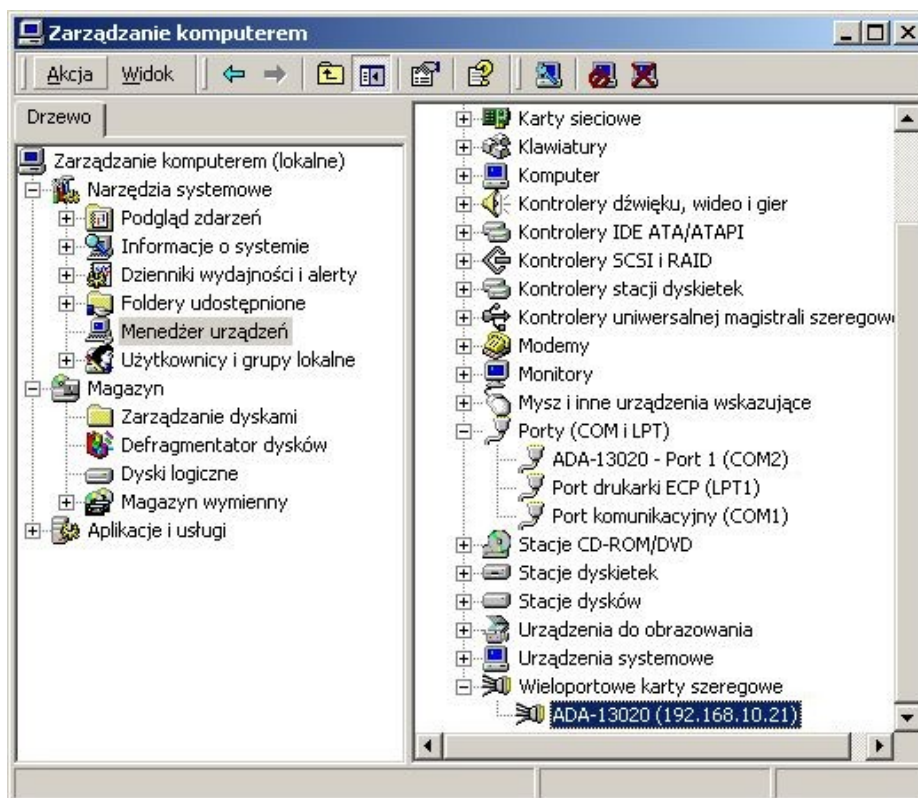 Zarządzanie komputerem
Akcja Widok
Drzewo
Zarządzanie komputerem (lokalne)
Narzędzia systemowe
Podgląd zdarzeń
Informacje o systemie
Dzienniki wydajności i alerty
Foldery udostępnione
Menedżer urządzeń
Użytkownicy i grupy lokalne
Magazyn
Zarządzanie dyskami
Defragmentator dysków
Dyski logiczne
Magazyn wymienny
Aplikacje i usługi
Karty sieciowe
Klawiatury
Komputer
Kontrolery dźwięku, wideo i gier
Kontrolery IDE ATA/ATAPI
Kontrolery SCSI i RAID
Kontrolery stacji dyskietek
Kontrolery uniwersalnej magistrali szeregowe
Modemy
Monitory
Mysz i inne urządzenia wskazujące
Porty (COM i LPT)
ADA-13020 - Port 1 (COM2)
Port drukarki ECP (LPT1)
Port komunikacyjny (COM1)
Stacje CD-ROM/DVD
Stacje dyskietek
Stacje dysków
Urządzenia do obrazowania
Urządzenia systemowe
Wieloportowe karty szeregowe
ADA-13020 (192.168.10.21)